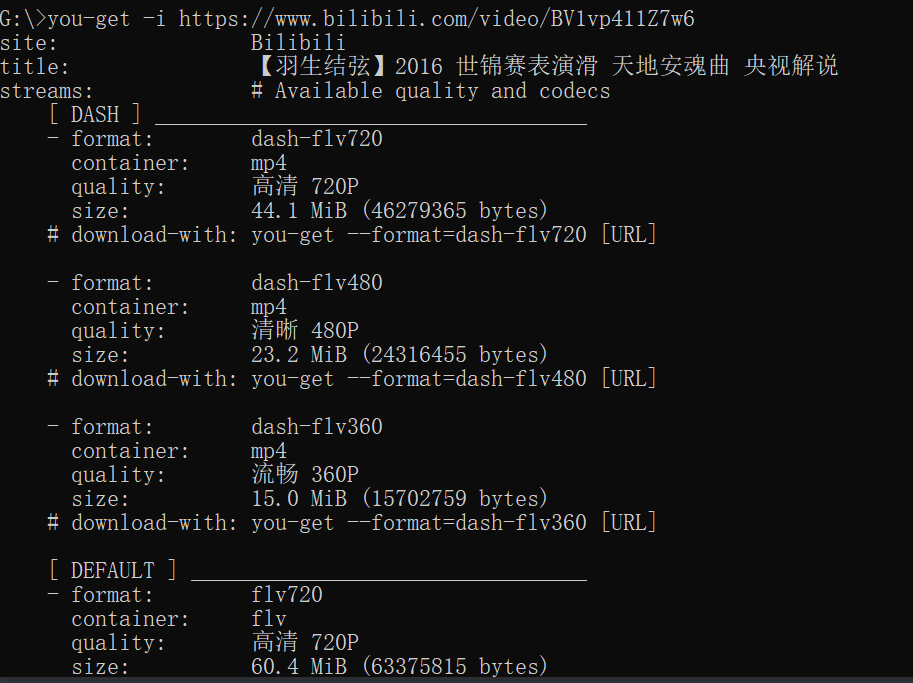 G:\>you-get -i https://www.bilibili.com/video/BV1vp411Z7w6
site:                Bilibili
title:               【羽生结弦】2016 世锦赛表演滑 天地安魂曲 央视解说
streams:             # Available quality and codecs
    [ DASH ] ____________________________________
    - format:        dash-flv720
      container:     mp4
      quality:       高清 720P
      size:          44.1 MiB (46279365 bytes)
    # download-with: you-get --format=dash-flv720 [URL]

    - format:        dash-flv480
      container:     mp4
      quality:       清晰 480P
      size:          23.2 MiB (24316455 bytes)
    # download-with: you-get --format=dash-flv480 [URL]

    - format:        dash-flv360
      container:     mp4
      quality:       流畅 360P
      size:          15.0 MiB (15702759 bytes)
    # download-with: you-get --format=dash-flv360 [URL]

    [ DEFAULT ] _________________________________
    - format:        flv720
      container:     flv
      quality:       高清 720P
      size:          60.4 MiB (63375815 bytes)